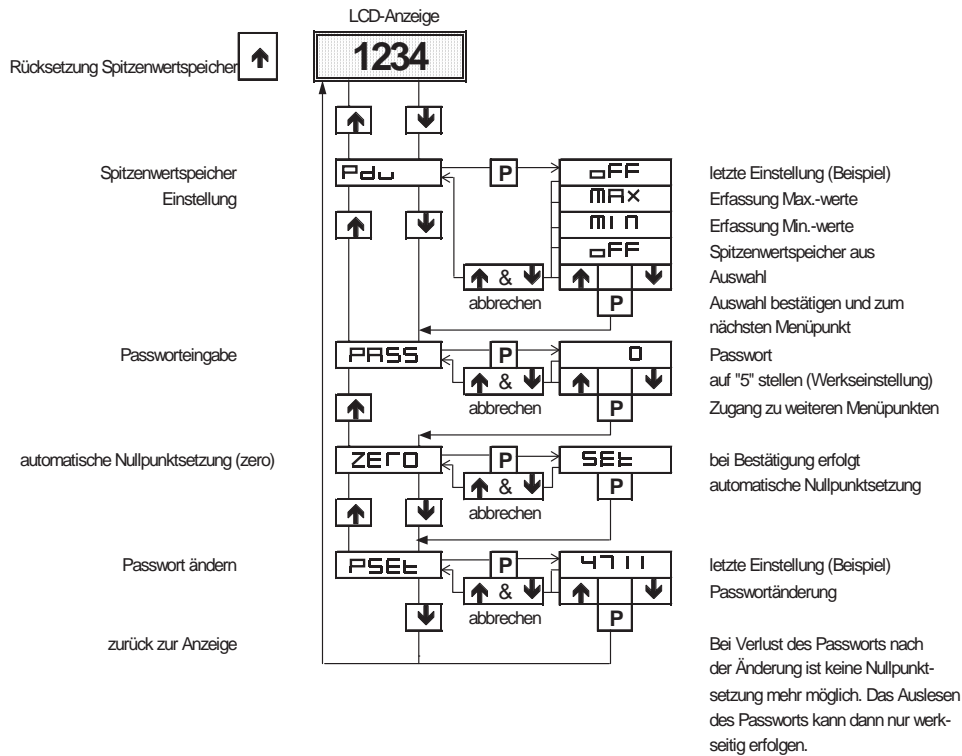 LCD-Anzeige
Rücksetzung Spitzenwertspeicher ↑ 1234
↑ ↓
Spitzenwertspeicher Pdv P oFF letzte Einstellung (Beispiel)
Einstellung MAX Erfassung Max.-werte
↑ ↓ MIN Erfassung Min.-werte
oFF Spitzenwertspeicher aus
↑ & ↓ ↑ ↓ Auswahl
abbrechen P Auswahl bestätigen und zum
nächsten Menüpunkt
Passworteingabe PASS P 0 Passwort
↑ & ↓ ↑ ↓ auf "5" stellen (Werkseinstellung)
↑ abbrechen P Zugang zu weiteren Menüpunkten
automatische Nullpunktsetzung (zero) ZErO P SEt bei Bestätigung erfolgt
↑ & ↓ P automatische Nullpunktsetzung
↑ ↓ abbrechen
Passwort ändern PSEt P 4711 letzte Einstellung (Beispiel)
↑ & ↓ ↑ ↓ Passwortänderung
↓ abbrechen P
zurück zur Anzeige Bei Verlust des Passworts nach
der Änderung ist keine Nullpunkt-
setzung mehr möglich. Das Auslesen
des Passworts kann dann nur werk-
seitig erfolgen.